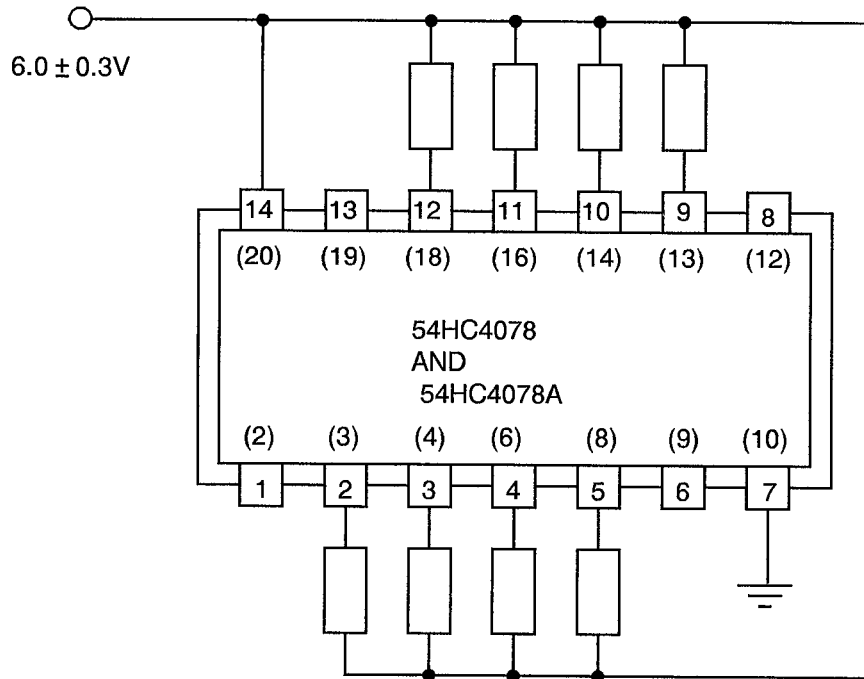 6.0 ± 0.3V
14 13 12 11 10 9 8
(20) (19) (18) (16) (14) (13) (12)
54HC4078
AND
54HC4078A
(2) (3) (4) (6) (8) (9) (10)
1 2 3 4 5 6 7